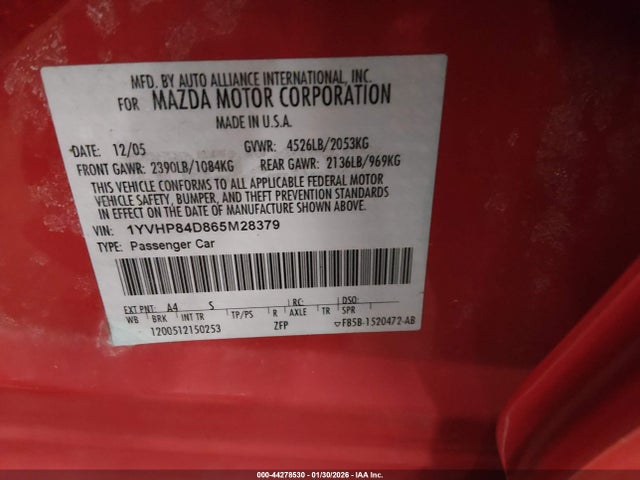 MFD. BY AUTO ALLIANCE INTERNATIONAL, INC.
FOR MAZDA MOTOR CORPORATION
MADE IN U.S.A.
DATE: 12/05 GVWR: 4526LB/2053KG
FRONT GAWR: 2390LB/1084KG REAR GAWR: 2136LB/969KG
THIS VEHICLE CONFORMS TO ALL APPLICABLE FEDERAL MOTOR
VEHICLE SAFETY, BUMPER, AND THEFT PREVENTION STANDARDS
IN EFFECT ON THE DATE OF MANUFACTURE SHOWN ABOVE.
VIN: 1YVHP84D865M28379
TYPE: Passenger Car
EXT PNT: A4 S RC: DSO:
WB BRK INT TR TP/PS R AXLE TR SPR
1200512150253 ZFP ▽F85B-1520472-AB
000-44278530 - 01/30/2026 - IAA Inc.